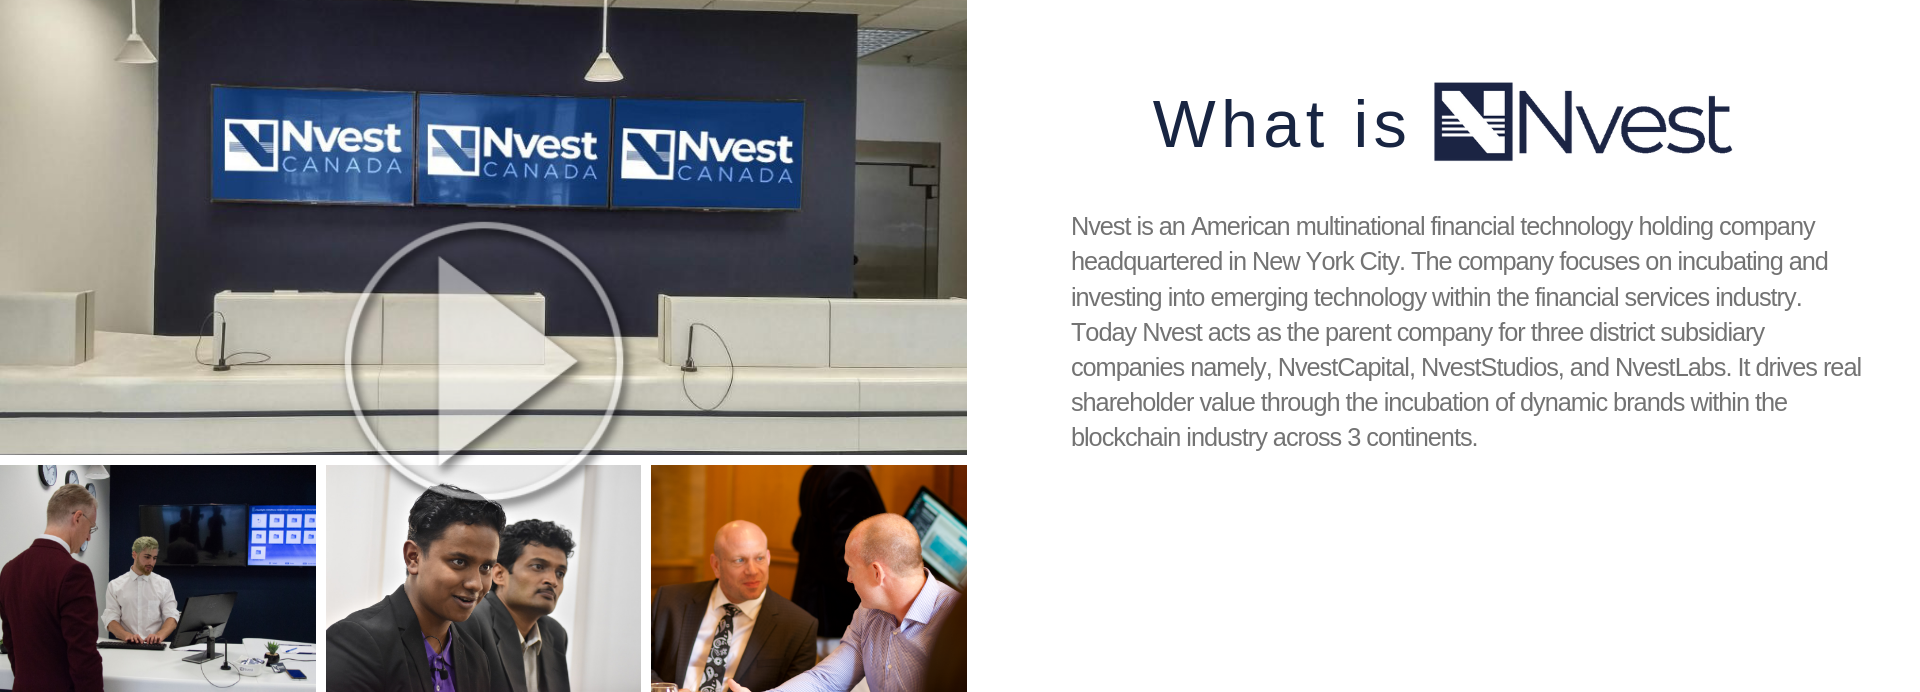 Nvest
CANADA
Nvest
CANADA
Nvest
CANADA
What is Nvest
Nvest is an American multinational financial technology holding company
headquartered in New York City. The company focuses on incubating and
investing into emerging technology within the financial services industry.
Today Nvest acts as the parent company for three district subsidiary
companies namely, NvestCapital, NvestStudios, and NvestLabs. It drives real
shareholder value through the incubation of dynamic brands within the
blockchain industry across 3 continents.